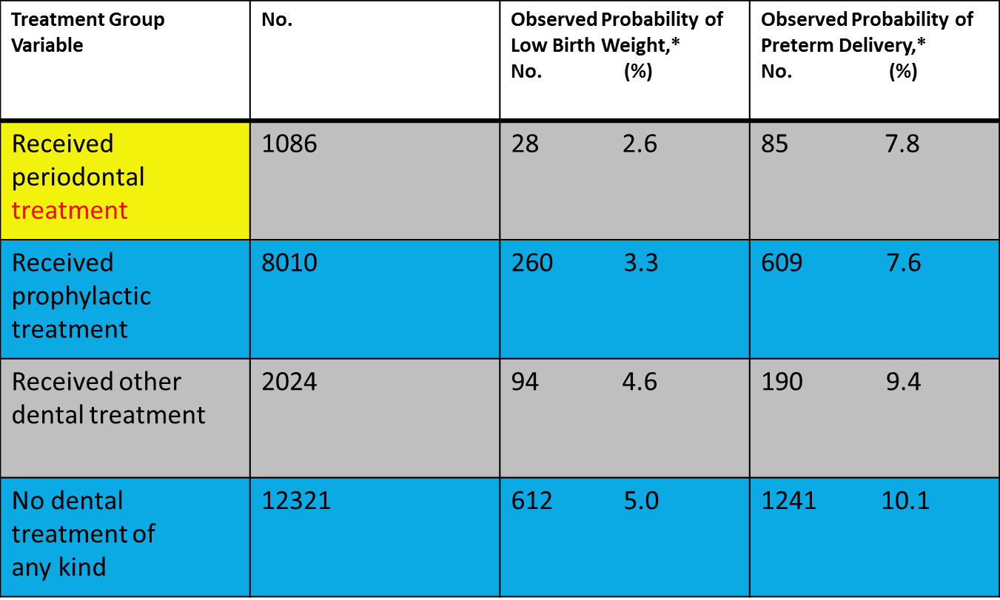 Treatment Group
Variable
No.
Observed Probability of
Low Birth Weight,*
No. (%)
Observed Probability of
Preterm Delivery,*
No. (%)
Received
periodontal
treatment
1086
28 2.6
85 7.8
Received
prophylactic
treatment
8010
260 3.3
609 7.6
Received other
dental treatment
2024
94 4.6
190 9.4
No dental
treatment of
any kind
12321
612 5.0
1241 10.1